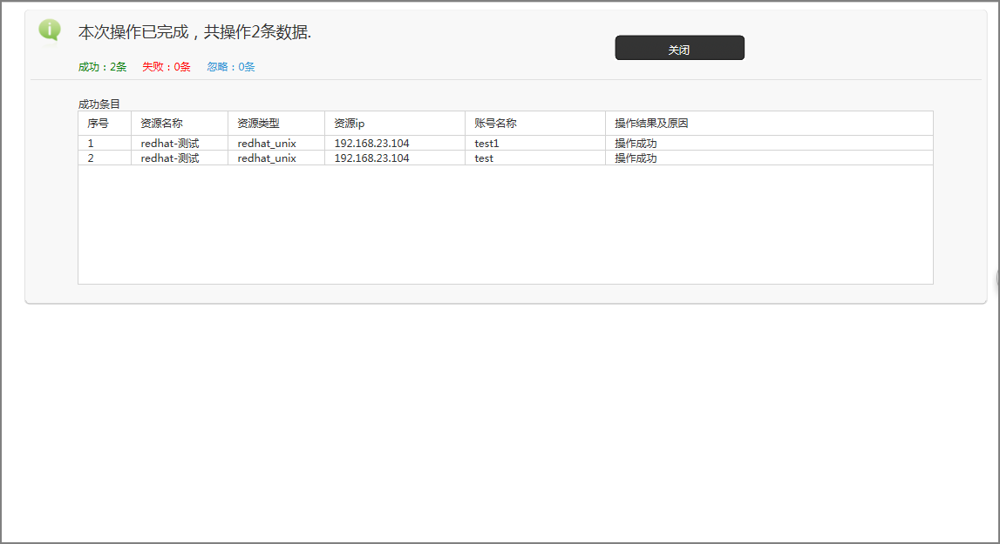 本次操作已完成，共操作2条数据.
关闭
成功：2条 失败：0条 忽略：0条
成功条目
序号 资源名称 资源类型 资源ip 账号名称 操作结果及原因
1 redhat-测试 redhat_unix 192.168.23.104 test1 操作成功
2 redhat-测试 redhat_unix 192.168.23.104 test 操作成功